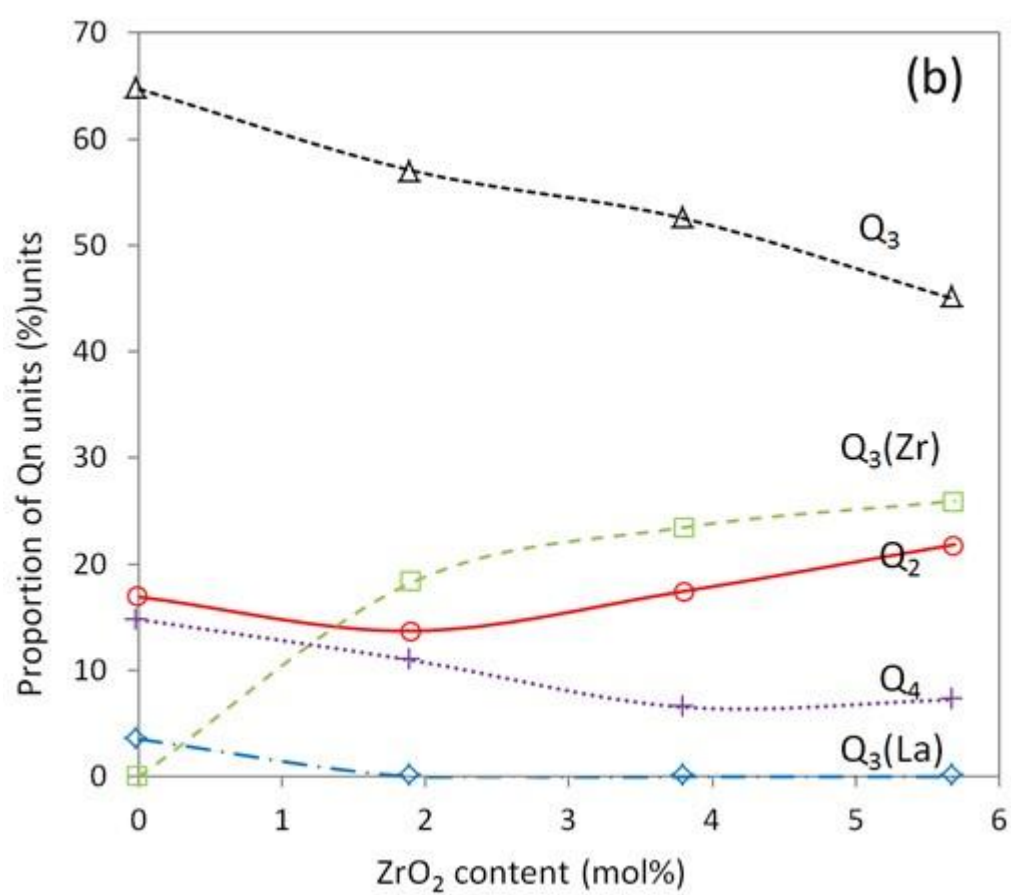 (b)
70
60
50
40
30
20
10
0
Proportion of Qn units (%)units
Q₃
Q₃(Zr)
Q₂
Q₄
Q₃(La)
0 1 2 3 4 5 6
ZrO₂ content (mol%)